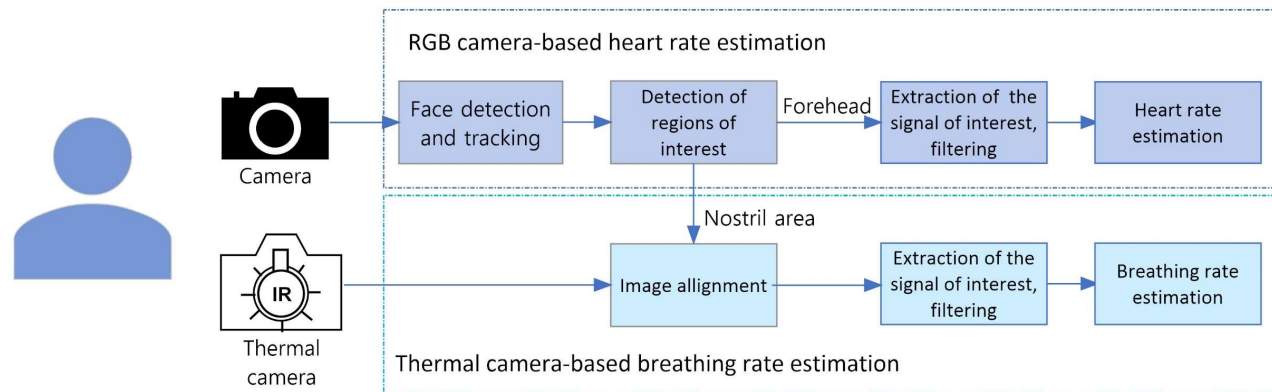 RGB camera-based heart rate estimation
Camera
Face detection
and tracking
Detection of
regions of
interest
Forehead
Extraction of the
signal of interest,
filtering
Heart rate
estimation
Nostril area
IR
Thermal
camera
Image allignment
Extraction of the
signal of interest,
filtering
Breathing rate
estimation
Thermal camera-based breathing rate estimation